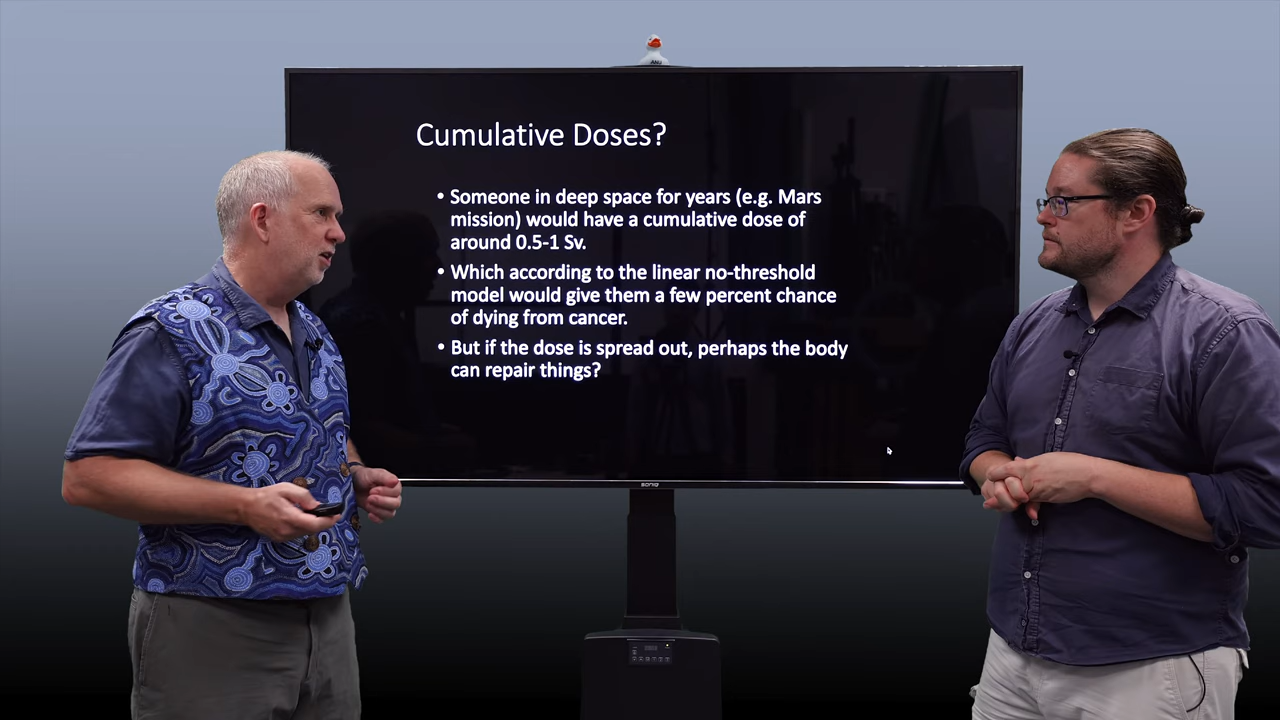 ANU
Cumulative Doses?
• Someone in deep space for years (e.g. Mars
mission) would have a cumulative dose of
around 0.5-1 Sv.
• Which according to the linear no-threshold
model would give them a few percent chance
of dying from cancer.
• But if the dose is spread out, perhaps the body
can repair things?
SONIQ